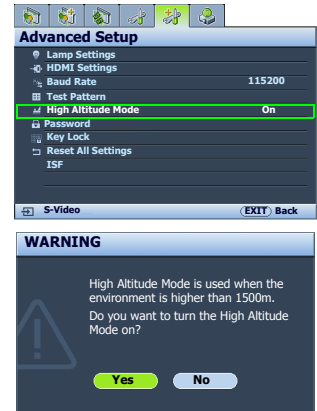 Advanced Setup
Lamp Settings
HDMI Settings
Baud Rate 115200
Test Pattern
High Altitude Mode On
Password
Key Lock
Reset All Settings
ISF
S-Video EXIT Back
WARNING
High Altitude Mode is used when the
environment is higher than 1500m.
Do you want to turn the High Altitude
Mode on?
Yes No